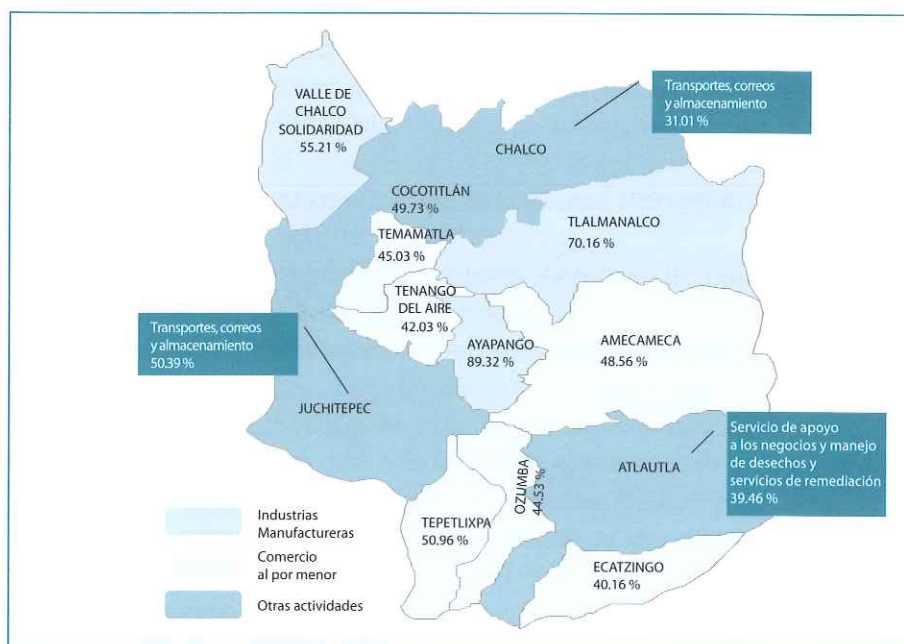 VALLE DE
CHALCO
SOLIDARIDAD
55.21 %
Transportes, correos
y almacenamiento
31.01 %
CHALCO
COCOTITLÁN
49.73 %
TLALMANALCO
70.16 %
TEMAMATLA
45.03 %
TENANGO
DEL AIRE
42.03 %
AYAPANGO
89.32 %
AMECAMECA
48.56 %
Transportes, correos
y almacenamiento
50.39 %
JUCHITEPEC
Servicio de apoyo
a los negocios y manejo
de desechos y
servicios de remediación
39.46 %
ATLAUTLA
OZUMBA
44.53 %
TEPETLIXPA
50.96 %
ECATZINGO
40.16 %
Industrias
Manufactureras
Comercio
al por menor
Otras actividades